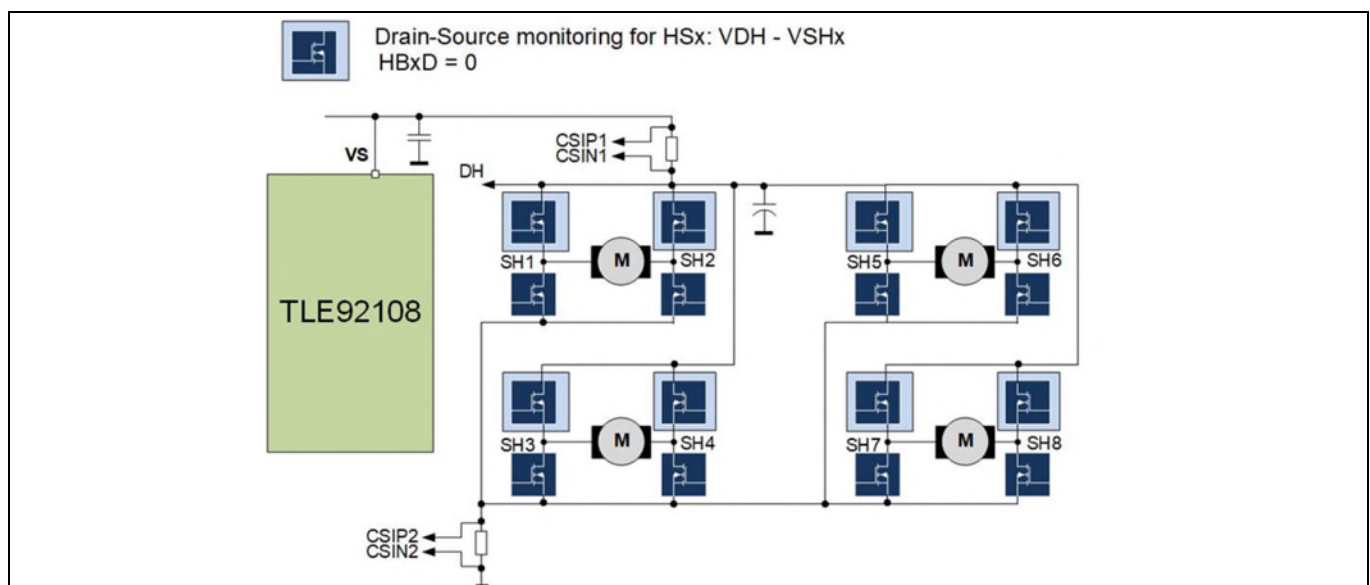 Drain-Source monitoring for HSx: VDH - VSHx
HBxD = 0
CSIP1
CSIN1
VS
DH
TLE92108
SH1
M
SH2
SH5
M
SH6
SH3
M
SH4
SH7
M
SH8
CSIP2
CSIN2